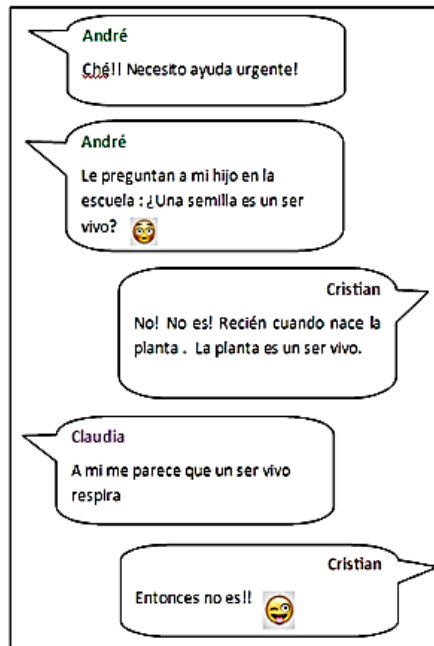 André
Ché!! Necesito ayuda urgente!
André
Le preguntan a mi hijo en la
escuela : ¿Una semilla es un ser
vivo?
Cristian
No! No es! Recién cuando nace la
planta . La planta es un ser vivo.
Claudia
A mi me parece que un ser vivo
respira
Cristian
Entonces no es!!